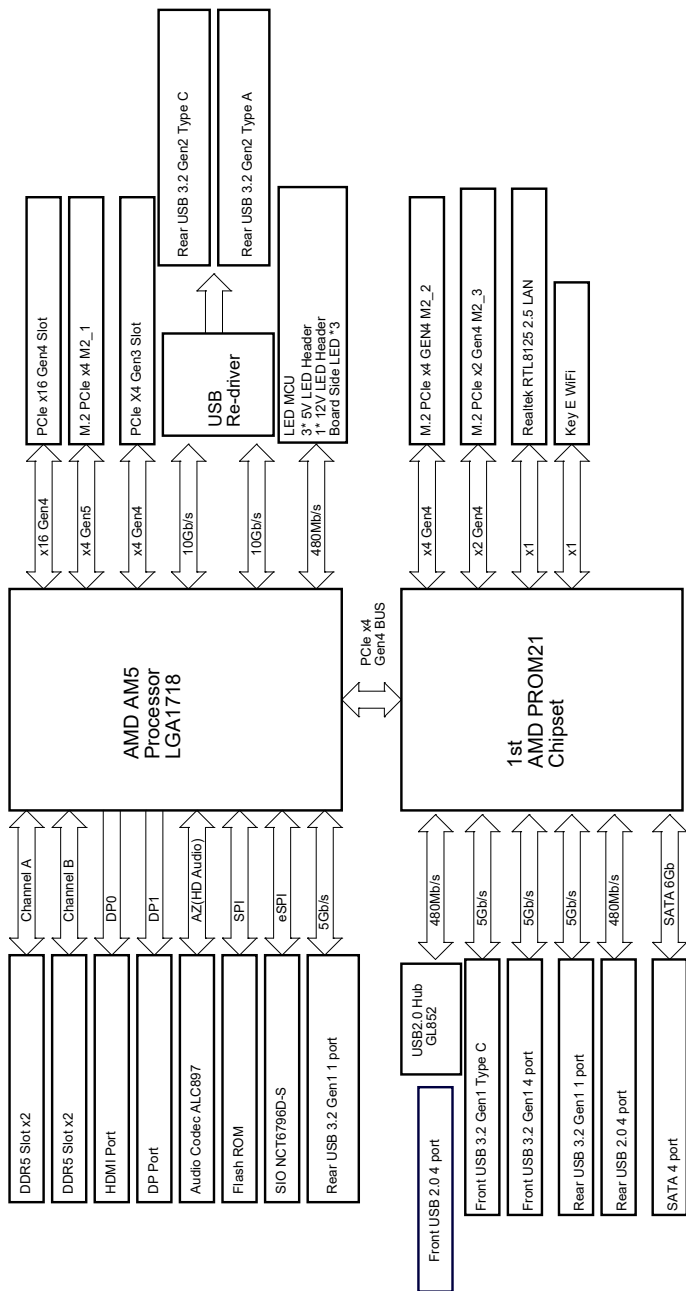 DDR5 Slot x2
DDR5 Slot x2
HDMI Port
DP Port
Audio Codec ALC897
Flash ROM
SIO NCT6796D-S
Rear USB 3.2 Gen1 1 port
Channel A
Channel B
DP0
DP1
AZ(HD Audio)
SPI
eSPI
5Gb/s
AMD AM5
Processor
LGA1718
x16 Gen4
x4 Gen5
x4 Gen4
10Gb/s
10Gb/s
480Mb/s
PCIe x16 Gen4 Slot
M.2 PCIe x4 M2_1
PCIe X4 Gen3 Slot
USB
Re-driver
Rear USB 3.2 Gen2 Type C
Rear USB 3.2 Gen2 Type A
LED MCU
3* 5V LED Header
1* 12V LED Header
Board Side LED *3
PCIe x4
Gen4 BUS
Front USB 2.0 4 port
USB2.0 Hub
GL852
Front USB 3.2 Gen1 Type C
Front USB 3.2 Gen1 4 port
Rear USB 3.2 Gen1 1 port
Rear USB 2.0 4 port
SATA 4 port
480Mb/s
5Gb/s
5Gb/s
5Gb/s
480Mb/s
SATA 6Gb
1st
AMD PROM21
Chipset
x4 Gen4
x2 Gen4
x1
x1
M.2 PCIe x4 GEN4 M2_2
M.2 PCIe x2 Gen4 M2_3
Realtek RTL8125 2.5 LAN
Key E WiFi